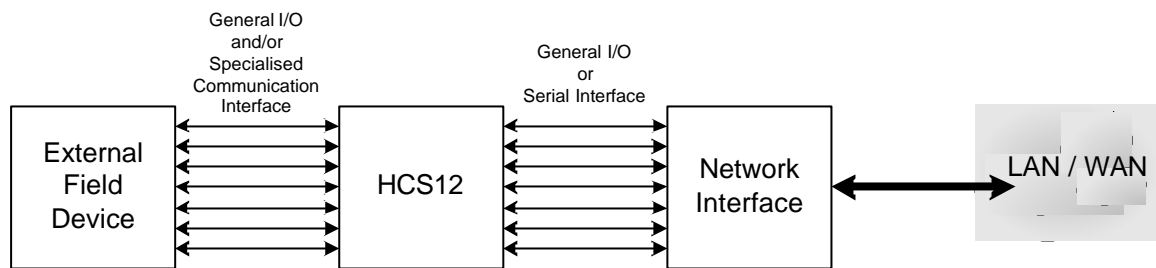 General I/O
and/or
Specialised
Communication
Interface
General I/O
or
Serial Interface
External
Field
Device
HCS12
Network
Interface
LAN / WAN